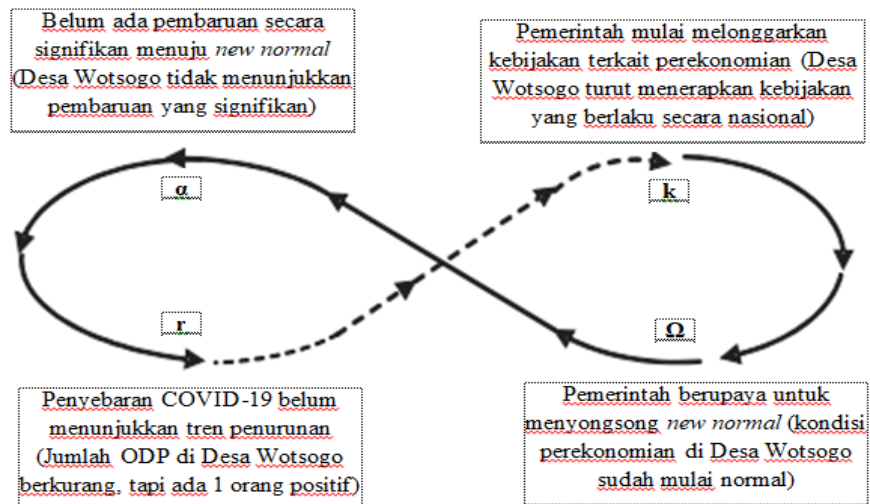 Belum ada pembaruan secara
signifikan menuju new normal
(Desa Wotsogo tidak menunjukkan
pembaruan yang signifikan)
Pemerintah mulai melonggarkan
kebijakan terkait perekonomian (Desa
Wotsogo turut menerapkan kebijakan
yang berlaku secara nasional)
α
k
r
Ω
Penyebaran COVID-19 belum
menunjukkan tren penurunan
(Jumlah ODP di Desa Wotsogo
berkurang, tapi ada 1 orang positif)
Pemerintah berupaya untuk
menyongsong new normal (kondisi
perekonomian di Desa Wotsogo
sudah mulai normal)